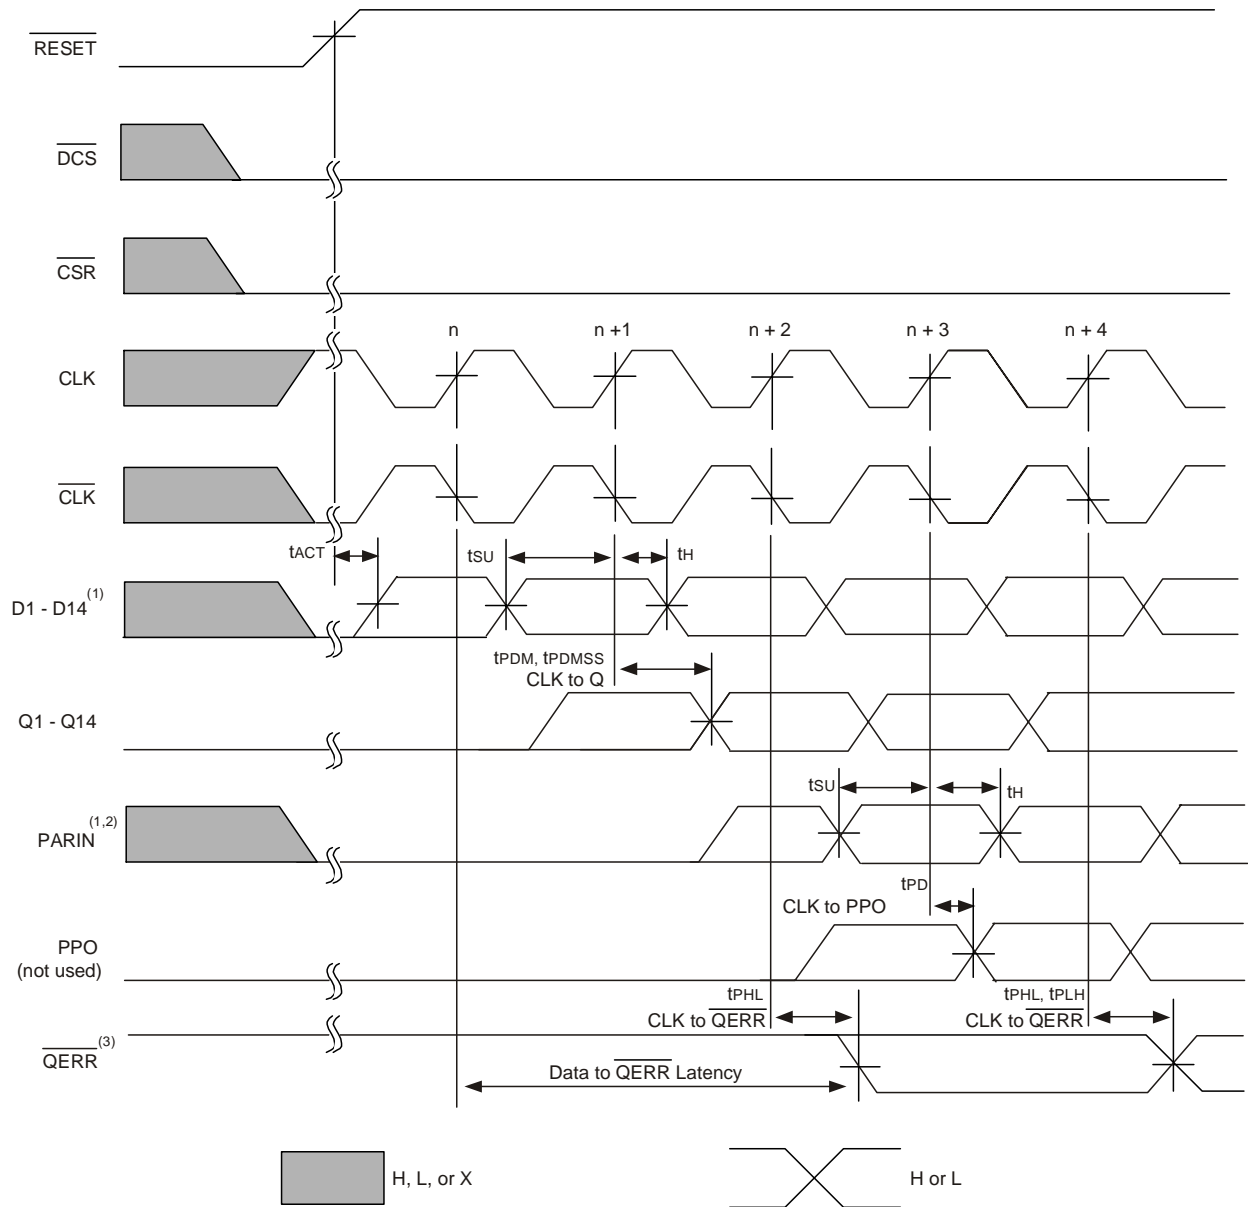 RESET
DCS
CSR
n n +1 n + 2 n + 3 n + 4
CLK
CLK
tACT tSU tH
D1 - D14(1)
tPDM, tPDMSS
CLK to Q
Q1 - Q14
tSU tH
PARIN(1,2)
tPD
CLK to PPO
PPO
(not used)
tPHL tPHL, tPLH
CLK to QERR CLK to QERR
QERR(3)
Data to QERR Latency
H, L, or X H or L